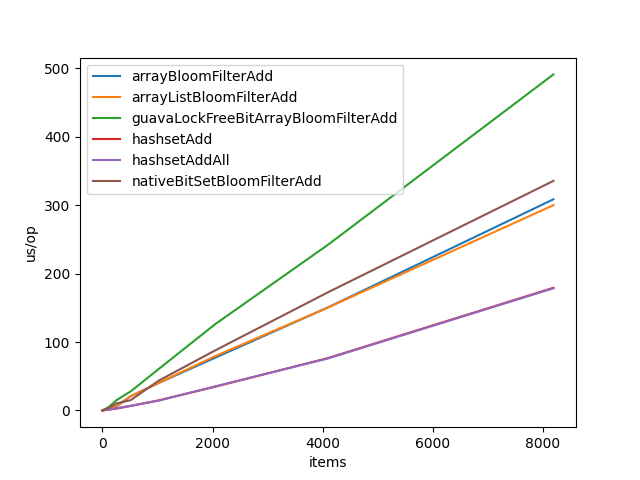 500
400
300
200
100
0
us/op
arrayBloomFilterAdd
arrayListBloomFilterAdd
guavaLockFreeBitArrayBloomFilterAdd
hashsetAdd
hashsetAddAll
nativeBitSetBloomFilterAdd
0 2000 4000 6000 8000
items